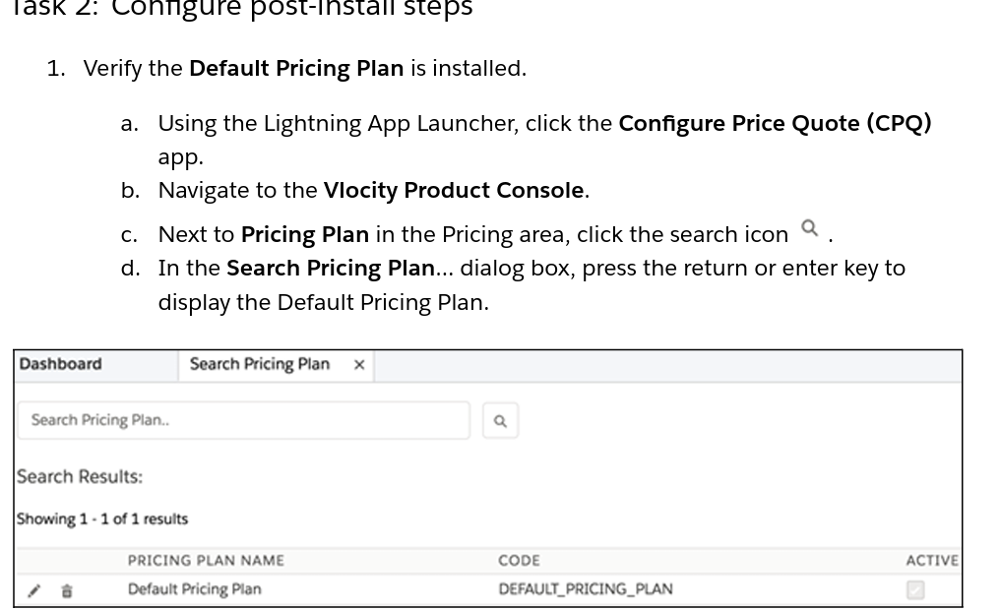 Task 2: Configure post-install steps
1. Verify the Default Pricing Plan is installed.
a. Using the Lightning App Launcher, click the Configure Price Quote (CPQ)
app.
b. Navigate to the Vlocity Product Console.
c. Next to Pricing Plan in the Pricing area, click the search icon .
d. In the Search Pricing Plan... dialog box, press the return or enter key to
display the Default Pricing Plan.
Dashboard Search Pricing Plan ×
Search Pricing Plan..
Search Results:
Showing 1 - 1 of 1 results
PRICING PLAN NAME CODE ACTIVE
Default Pricing Plan DEFAULT_PRICING_PLAN